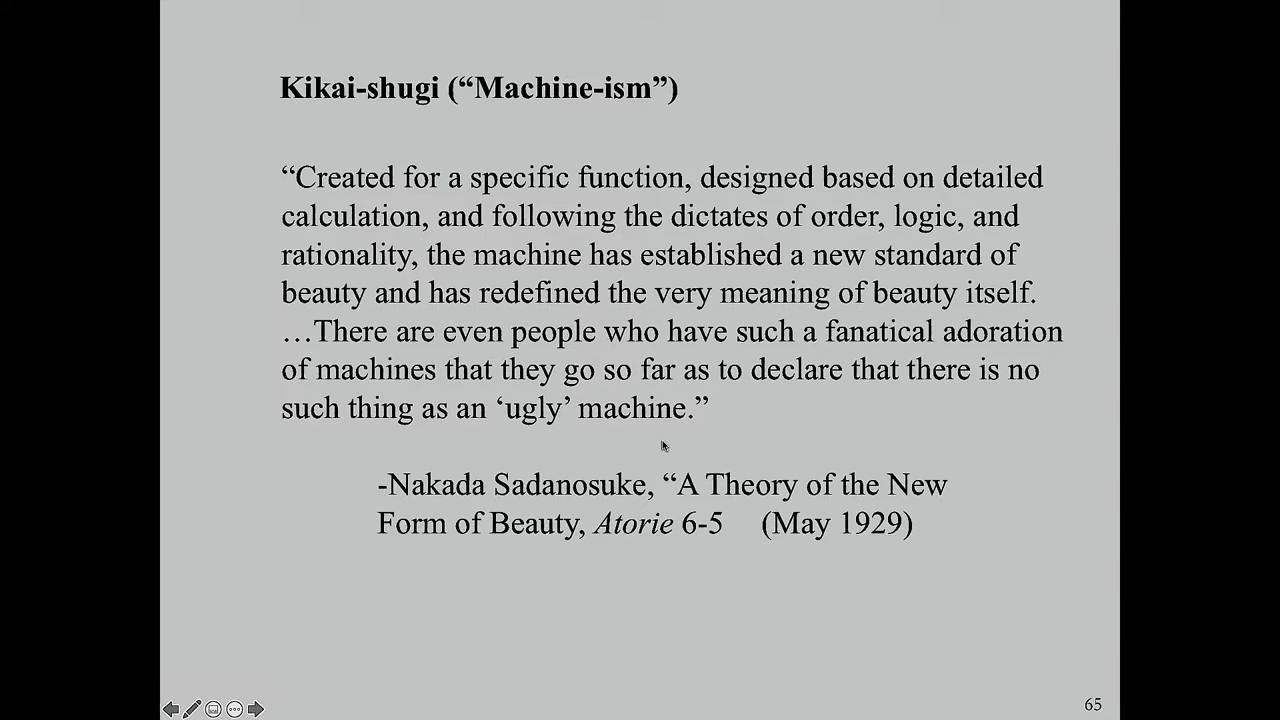 Kikai-shugi (“Machine-ism”)
“Created for a specific function, designed based on detailed
calculation, and following the dictates of order, logic, and
rationality, the machine has established a new standard of
beauty and has redefined the very meaning of beauty itself.
…There are even people who have such a fanatical adoration
of machines that they go so far as to declare that there is no
such thing as an ‘ugly’ machine.”
-Nakada Sadanosuke, “A Theory of the New
Form of Beauty, Atorie 6-5 (May 1929)
65